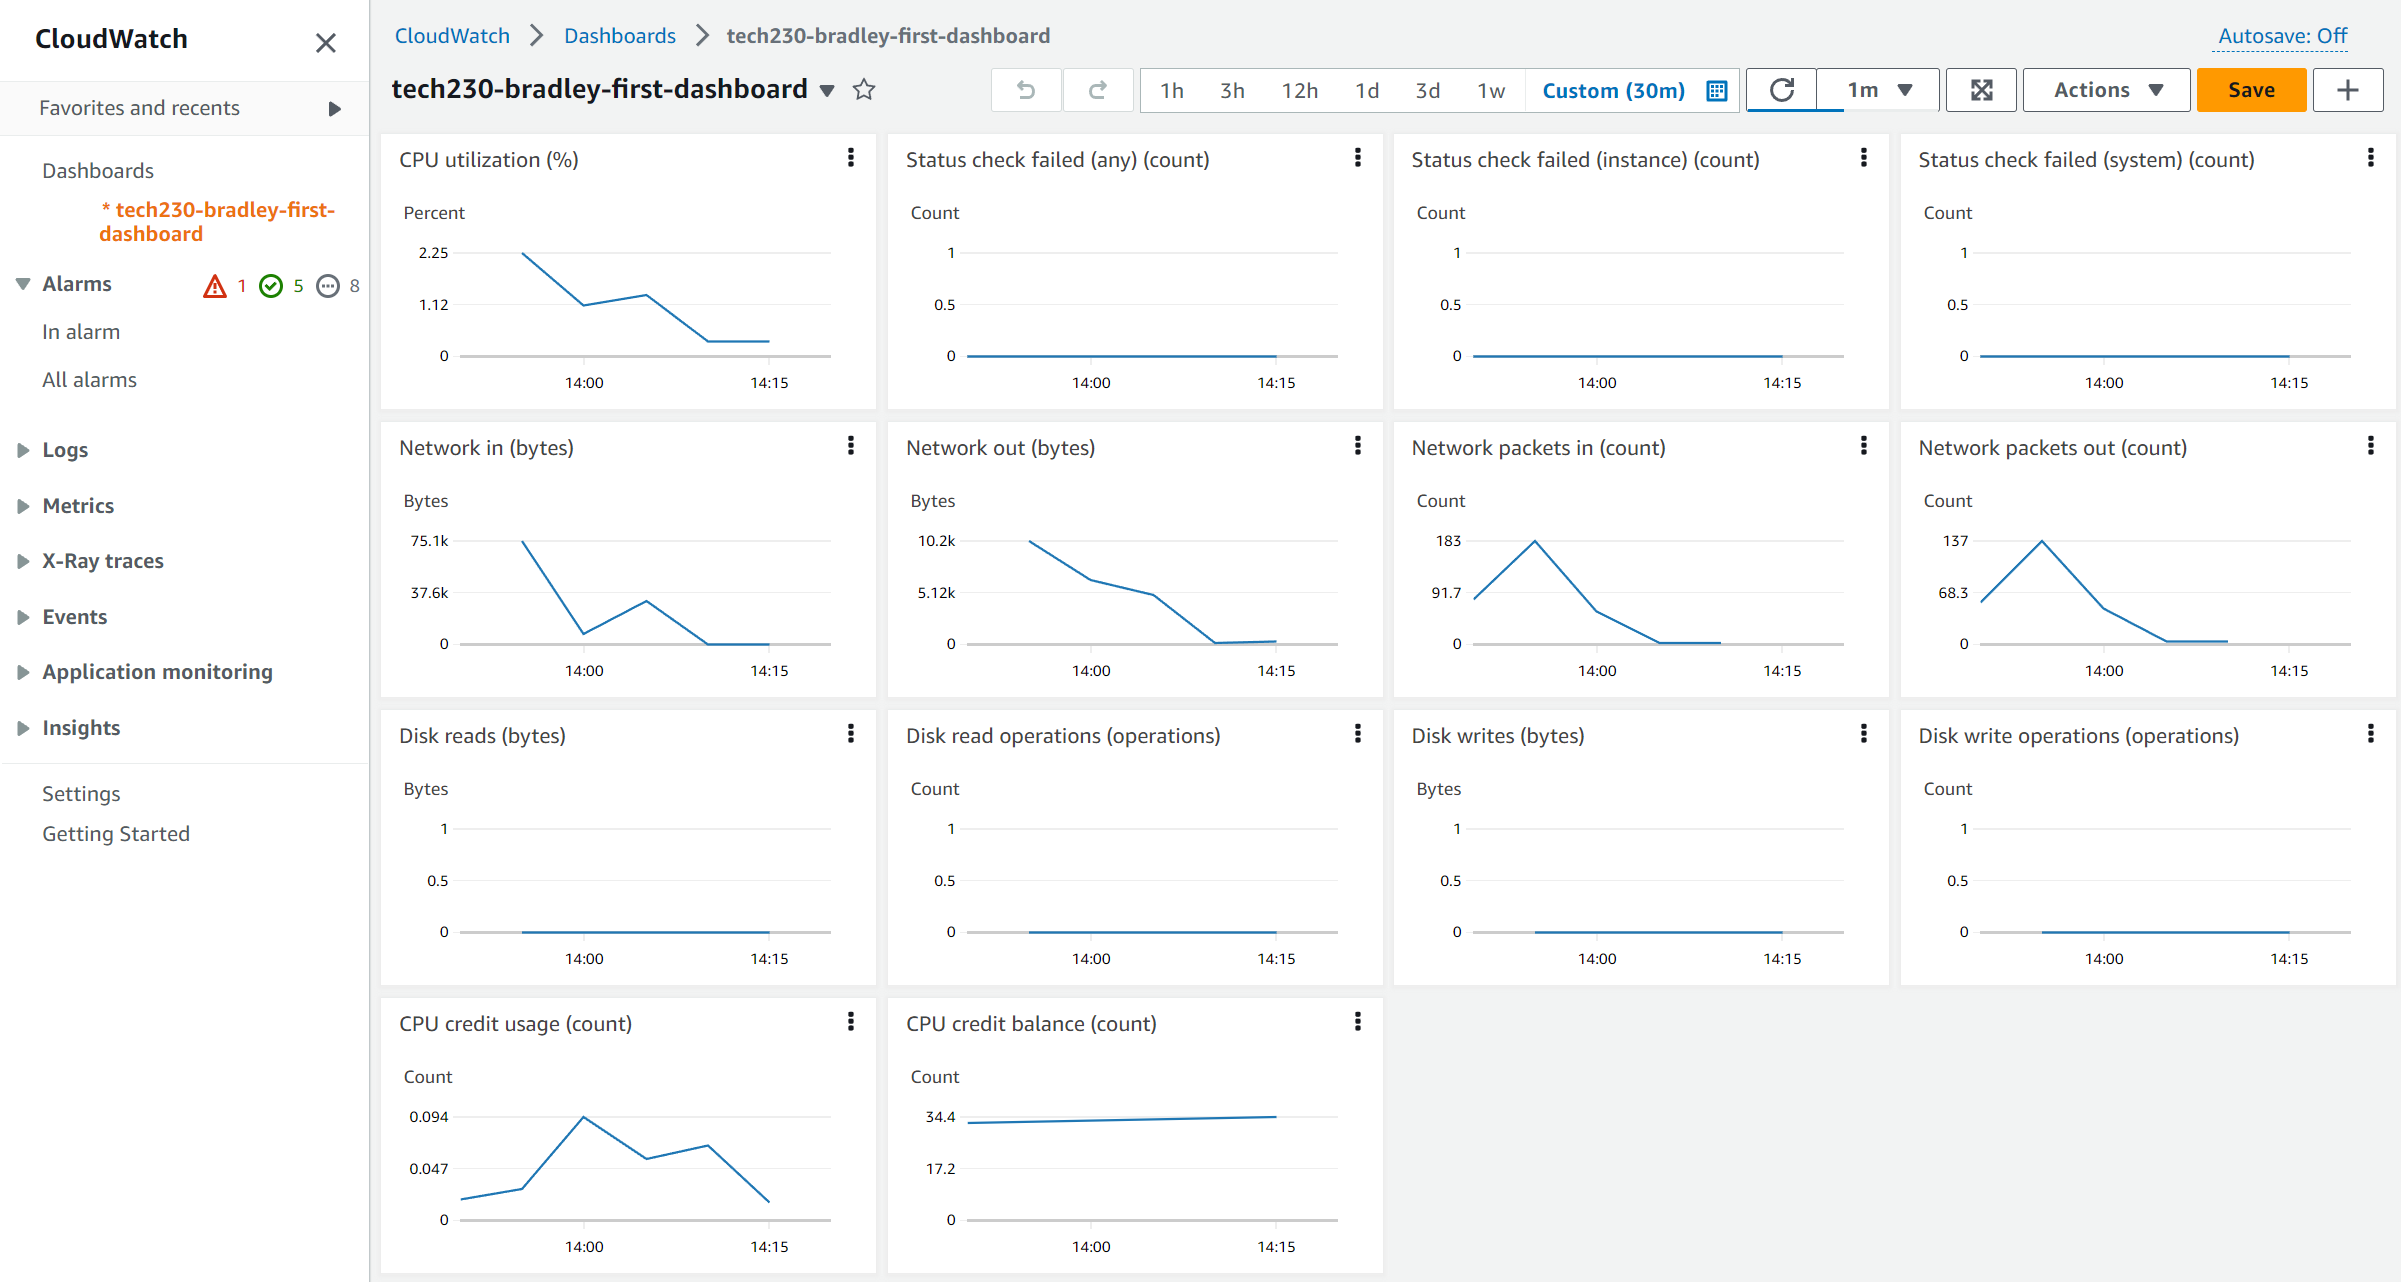 CloudWatch
Favorites and recents
Dashboards
* tech230-bradley-first-
dashboard
Alarms 1 5 8
In alarm
All alarms
Logs
Metrics
X-Ray traces
Events
Application monitoring
Insights
Settings
Getting Started
CloudWatch Dashboards tech230-bradley-first-dashboard
Autosave: Off
tech230-bradley-first-dashboard
1h 3h 12h 1d 3d 1w Custom (30m) 1m Actions Save
CPU utilization (%)
Percent
2.25
1.12
0
14:00 14:15
Status check failed (any) (count)
Count
1
0.5
0
14:00 14:15
Status check failed (instance) (count)
Count
1
0.5
0
14:00 14:15
Status check failed (system) (count)
Count
1
0.5
0
14:00 14:15
Network in (bytes)
Bytes
75.1k
37.6k
0
14:00 14:15
Network out (bytes)
Bytes
10.2k
5.12k
0
14:00 14:15
Network packets in (count)
Count
183
91.7
0
14:00 14:15
Network packets out (count)
Count
137
68.3
0
14:00 14:15
Disk reads (bytes)
Bytes
1
0.5
0
14:00 14:15
Disk read operations (operations)
Count
1
0.5
0
14:00 14:15
Disk writes (bytes)
Bytes
1
0.5
0
14:00 14:15
Disk write operations (operations)
Count
1
0.5
0
14:00 14:15
CPU credit usage (count)
Count
0.094
0.047
0
14:00 14:15
CPU credit balance (count)
Count
34.4
17.2
0
14:00 14:15